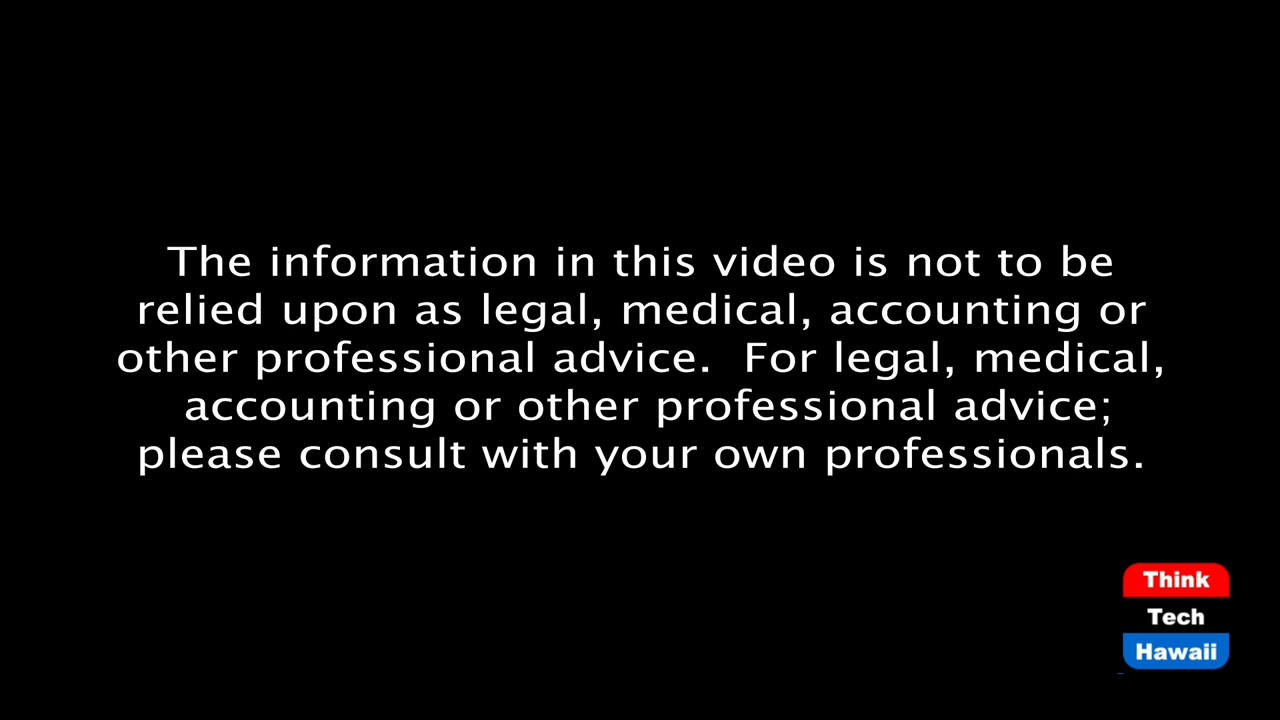 The information in this video is not to be
relied upon as legal, medical, accounting or
other professional advice.  For legal, medical,
accounting or other professional advice;
please consult with your own professionals.
Think
Tech
Hawaii